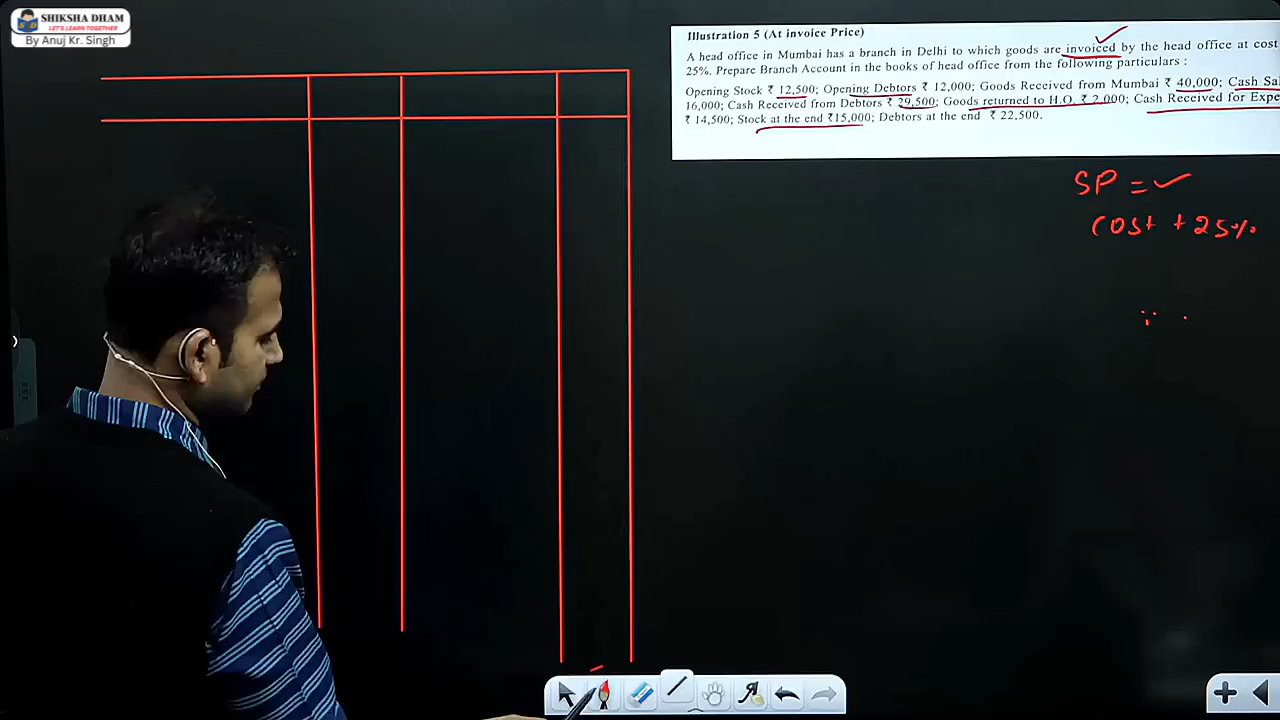 SHIKSHA DHAM
LET'S LEARN TOGETHER
By Anuj Kr. Singh
Illustration 5 (At invoice Price)
A head office in Mumbai has a branch in Delhi to which goods are invoiced by the head office at cost
25%. Prepare Branch Account in the books of head office from the following particulars :
Opening Stock ₹ 12,500; Opening Debtors ₹ 12,000; Goods Received from Mumbai ₹ 40,000; Cash Sal
16,000; Cash Received from Debtors ₹ 29,500; Goods returned to H.O. ₹ 2,000; Cash Received for Expe
₹ 14,500; Stock at the end ₹15,000; Debtors at the end ₹ 22,500.
SP = ✓
Cost + 25%